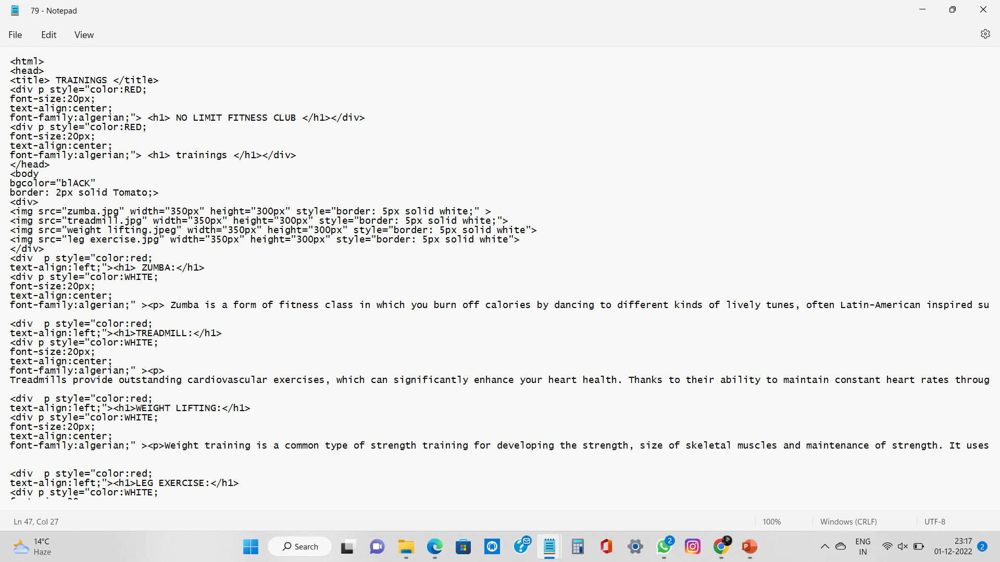 79 - Notepad
File Edit View
<html>
<head>
<title> TRAININGS </title>
<div p style="color:RED;
font-size:20px;
text-align:center;
font-family:algerian;"> <h1> NO LIMIT FITNESS CLUB </h1></div>
<div p style="color:RED;
font-size:20px;
text-align:center;
font-family:algerian;"> <h1> trainings </h1></div>
</head>
<body
bgcolor="blACK"
border: 2px solid Tomato;>
<div>
<img src="zumba.jpg" width="350px" height="300px" style="border: 5px solid white;" >
<img src="treadmill.jpg" width="350px" height="300px" style="border: 5px solid white;">
<img src="weight lifting.jpeg" width="350px" height="300px" style="border: 5px solid white">
<img src="leg exercise.jpg" width="350px" height="300px" style="border: 5px solid white">
</div>
<div  p style="color:red;
text-align:left;"><h1> ZUMBA:</h1>
<div p style="color:WHITE;
font-size:20px;
text-align:center;
font-family:algerian;" ><p> Zumba is a form of fitness class in which you burn off calories by dancing to different kinds of lively tunes, often Latin-American inspired su
<div  p style="color:red;
text-align:left;"><h1>TREADMILL:</h1>
<div p style="color:WHITE;
font-size:20px;
text-align:center;
font-family:algerian;" ><p>
Treadmills provide outstanding cardiovascular exercises, which can significantly enhance your heart health. Thanks to their ability to maintain constant heart rates throug
<div  p style="color:red;
text-align:left;"><h1>WEIGHT LIFTING:</h1>
<div p style="color:WHITE;
font-size:20px;
text-align:center;
font-family:algerian;" ><p>Weight training is a common type of strength training for developing the strength, size of skeletal muscles and maintenance of strength. It uses
<div  p style="color:red;
text-align:left;"><h1>LEG EXERCISE:</h1>
<div p style="color:WHITE;
Ln 47, Col 27 100% Windows (CRLF) UTF-8
14°C
Haze
Search
2
ENG
IN
23:17
01-12-2022
2